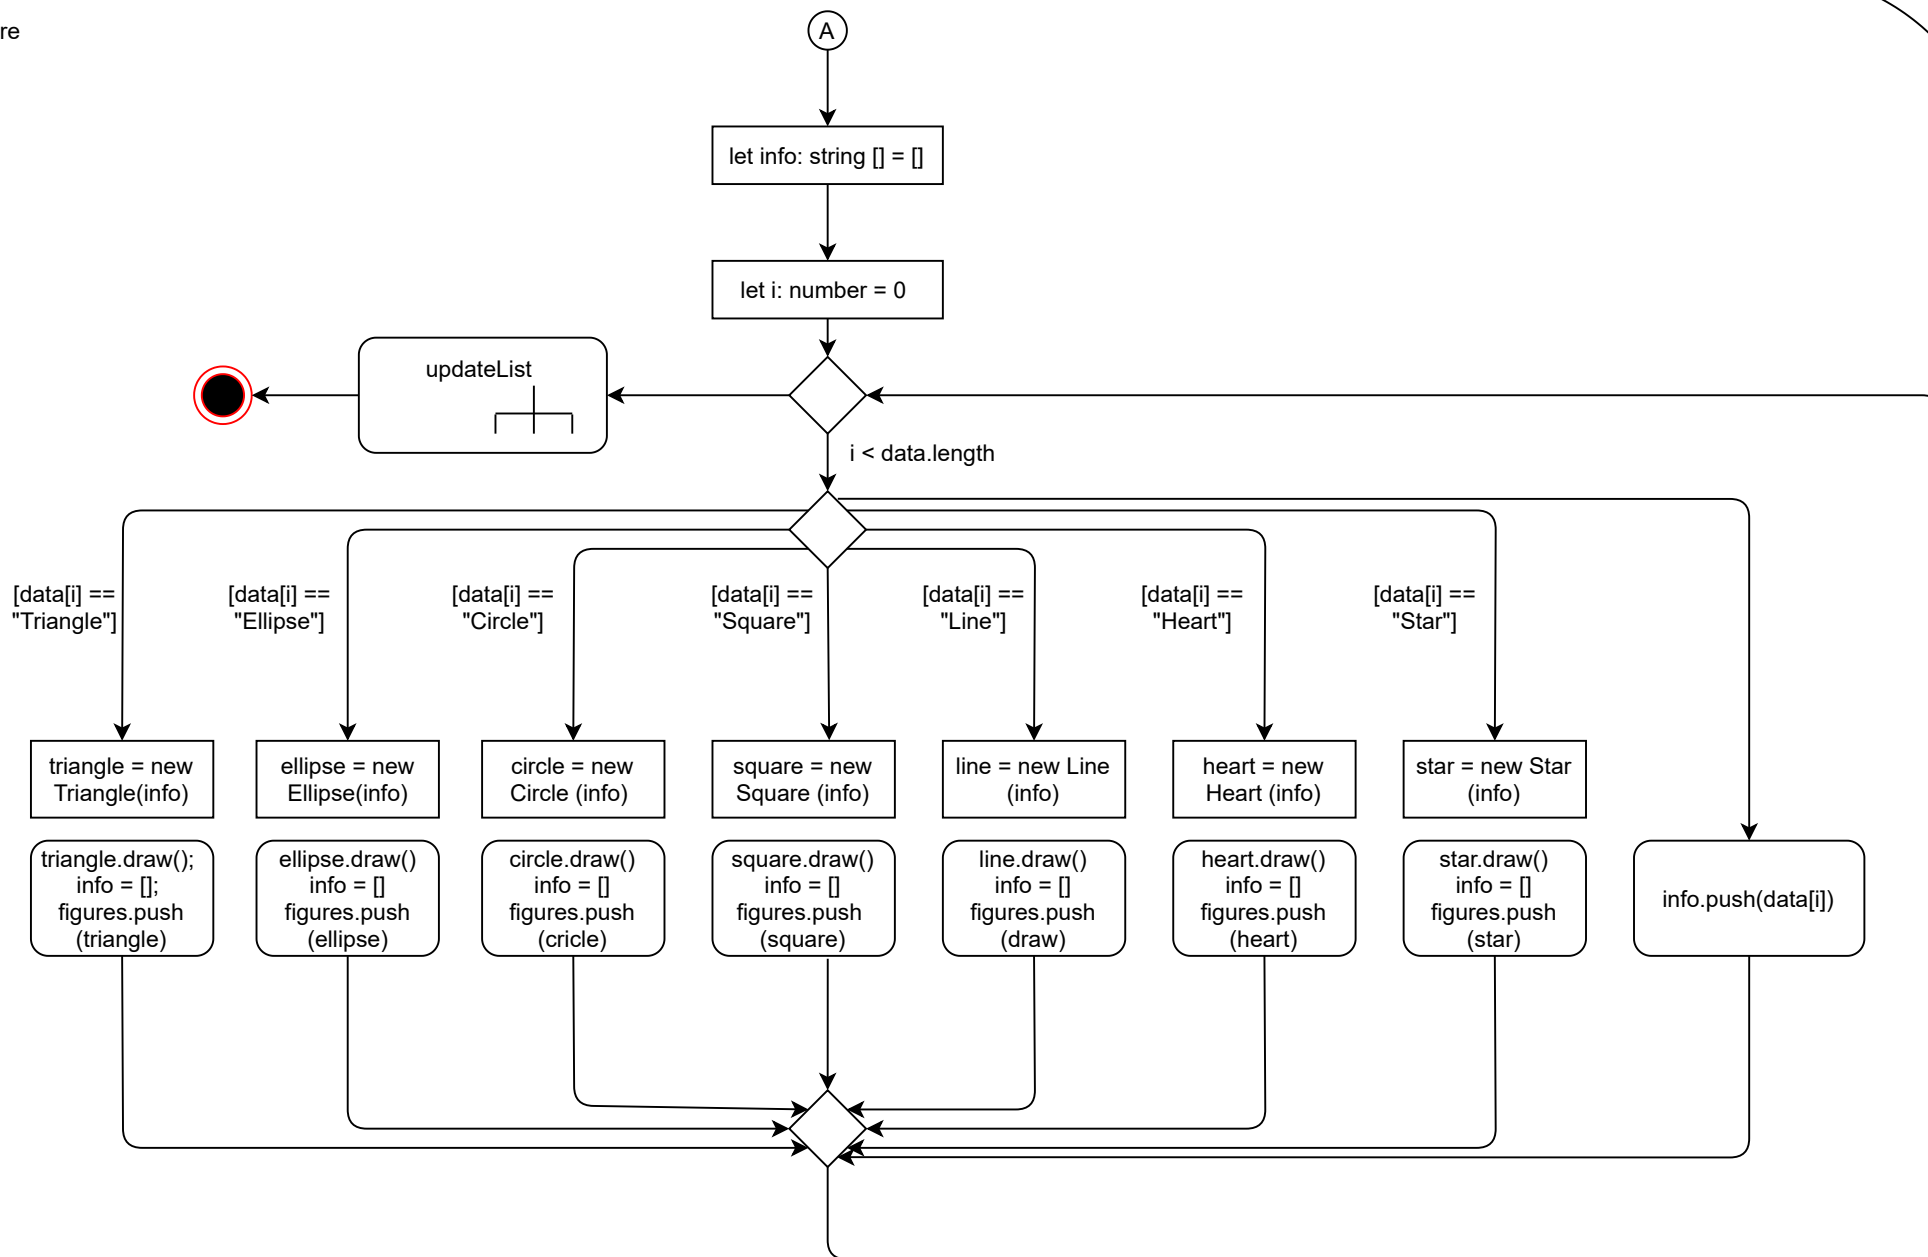 re
A
let info: string [] = []
let i: number = 0
updateList
i < data.length
[data[i] ==
"Triangle"]
[data[i] ==
"Ellipse"]
[data[i] ==
"Circle"]
[data[i] ==
"Square"]
[data[i] ==
"Line"]
[data[i] ==
"Heart"]
[data[i] ==
"Star"]
triangle = new
Triangle(info)
ellipse = new
Ellipse(info)
circle = new
Circle (info)
square = new
Square (info)
line = new Line
(info)
heart = new
Heart (info)
star = new Star
(info)
triangle.draw();
info = [];
figures.push
(triangle)
ellipse.draw()
info = []
figures.push
(ellipse)
circle.draw()
info = []
figures.push
(cricle)
square.draw()
info = []
figures.push
(square)
line.draw()
info = []
figures.push
(draw)
heart.draw()
info = []
figures.push
(heart)
star.draw()
info = []
figures.push
(star)
info.push(data[i])